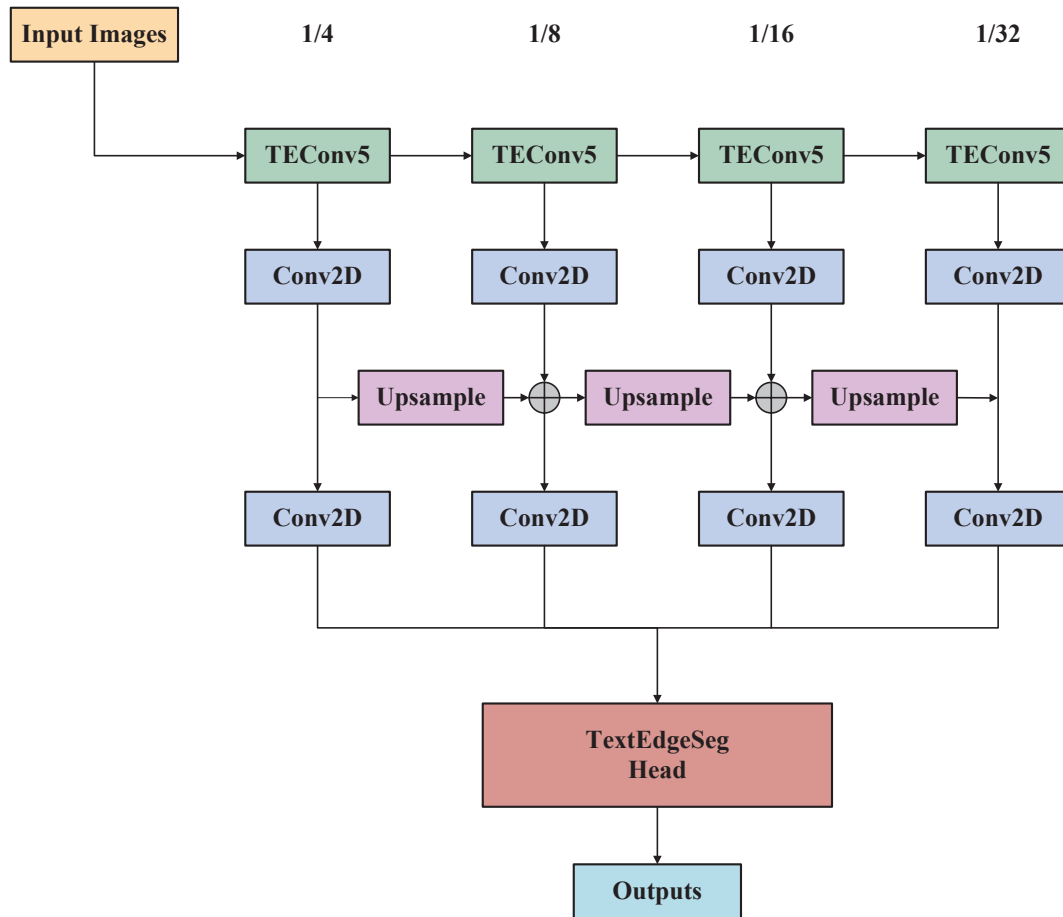 Input Images 1/4 1/8 1/16 1/32
TEConv5 TEConv5 TEConv5 TEConv5
Conv2D Conv2D Conv2D Conv2D
Upsample Upsample Upsample
Conv2D Conv2D Conv2D Conv2D
TextEdgeSeg
Head
Outputs